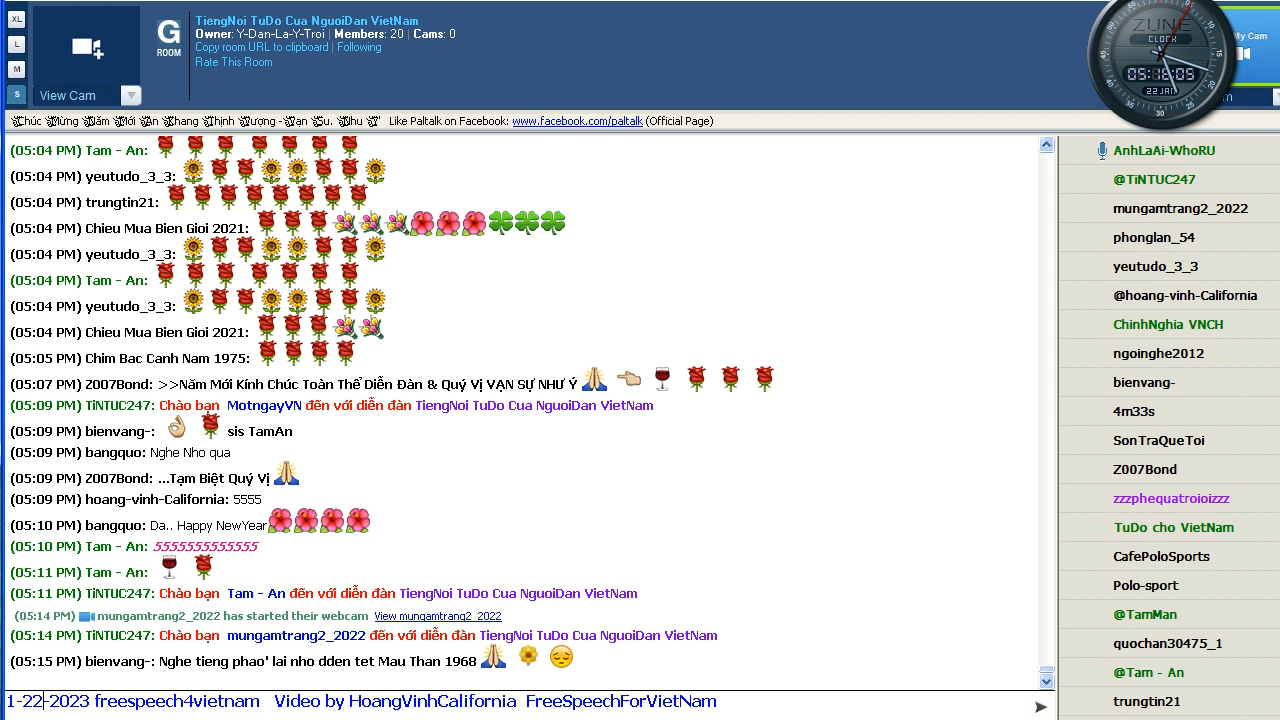 XL
L
M
S
View Cam
G
ROOM
TiengNoi TuDo Cua NguoiDan VietNam
Owner: Y-Dan-La-Y-Troi | Members: 20 | Cams: 0
Copy room URL to clipboard | Following
Rate This Room
ZUNE
CLOCK
05:16:05
22 JAN
My Cam
Like Paltalk on Facebook: www.facebook.com/paltalk (Official Page)
(05:04 PM) Tam - An:
(05:04 PM) yeutudo_3_3:
(05:04 PM) trungtin21:
(05:04 PM) Chieu Mua Bien Gioi 2021:
(05:04 PM) yeutudo_3_3:
(05:04 PM) Tam - An:
(05:04 PM) yeutudo_3_3:
(05:04 PM) Chieu Mua Bien Gioi 2021:
(05:05 PM) Chim Bac Canh Nam 1975:
(05:07 PM) Z007Bond: >>Năm Mới Kính Chúc Toàn Thể Diễn Đàn & Quý Vị VẠN SỰ NHƯ Ý
(05:09 PM) TiNTUC247: Chào bạn MotngayVN đến với diễn đàn TiengNoi TuDo Cua NguoiDan VietNam
(05:09 PM) bienvang-: sis TamAn
(05:09 PM) bangquo: Nghe Nho qua
(05:09 PM) Z007Bond: ...Tạm Biệt Quý Vị
(05:09 PM) hoang-vinh-California: 5555
(05:10 PM) bangquo: Da.. Happy NewYear
(05:10 PM) Tam - An: 5555555555555
(05:11 PM) Tam - An:
(05:11 PM) TiNTUC247: Chào bạn Tam - An đến với diễn đàn TiengNoi TuDo Cua NguoiDan VietNam
(05:14 PM) mungamtrang2_2022 has started their webcam View mungamtrang2_2022
(05:14 PM) TiNTUC247: Chào bạn mungamtrang2_2022 đến với diễn đàn TiengNoi TuDo Cua NguoiDan VietNam
(05:15 PM) bienvang-: Nghe tieng phao' lai nho dden tet Mau Than 1968
1-22-2023 freespeech4vietnam Video by HoangVinhCalifornia FreeSpeechForVietNam
AnhLaAi-WhoRU
@TiNTUC247
mungamtrang2_2022
phonglan_54
yeutudo_3_3
@hoang-vinh-California
ChinhNghia VNCH
ngoinghe2012
bienvang-
4m33s
SonTraQueToi
Z007Bond
zzzphequatroioizzz
TuDo cho VietNam
CafePoloSports
Polo-sport
@TamMan
quochan30475_1
@Tam - An
trungtin21